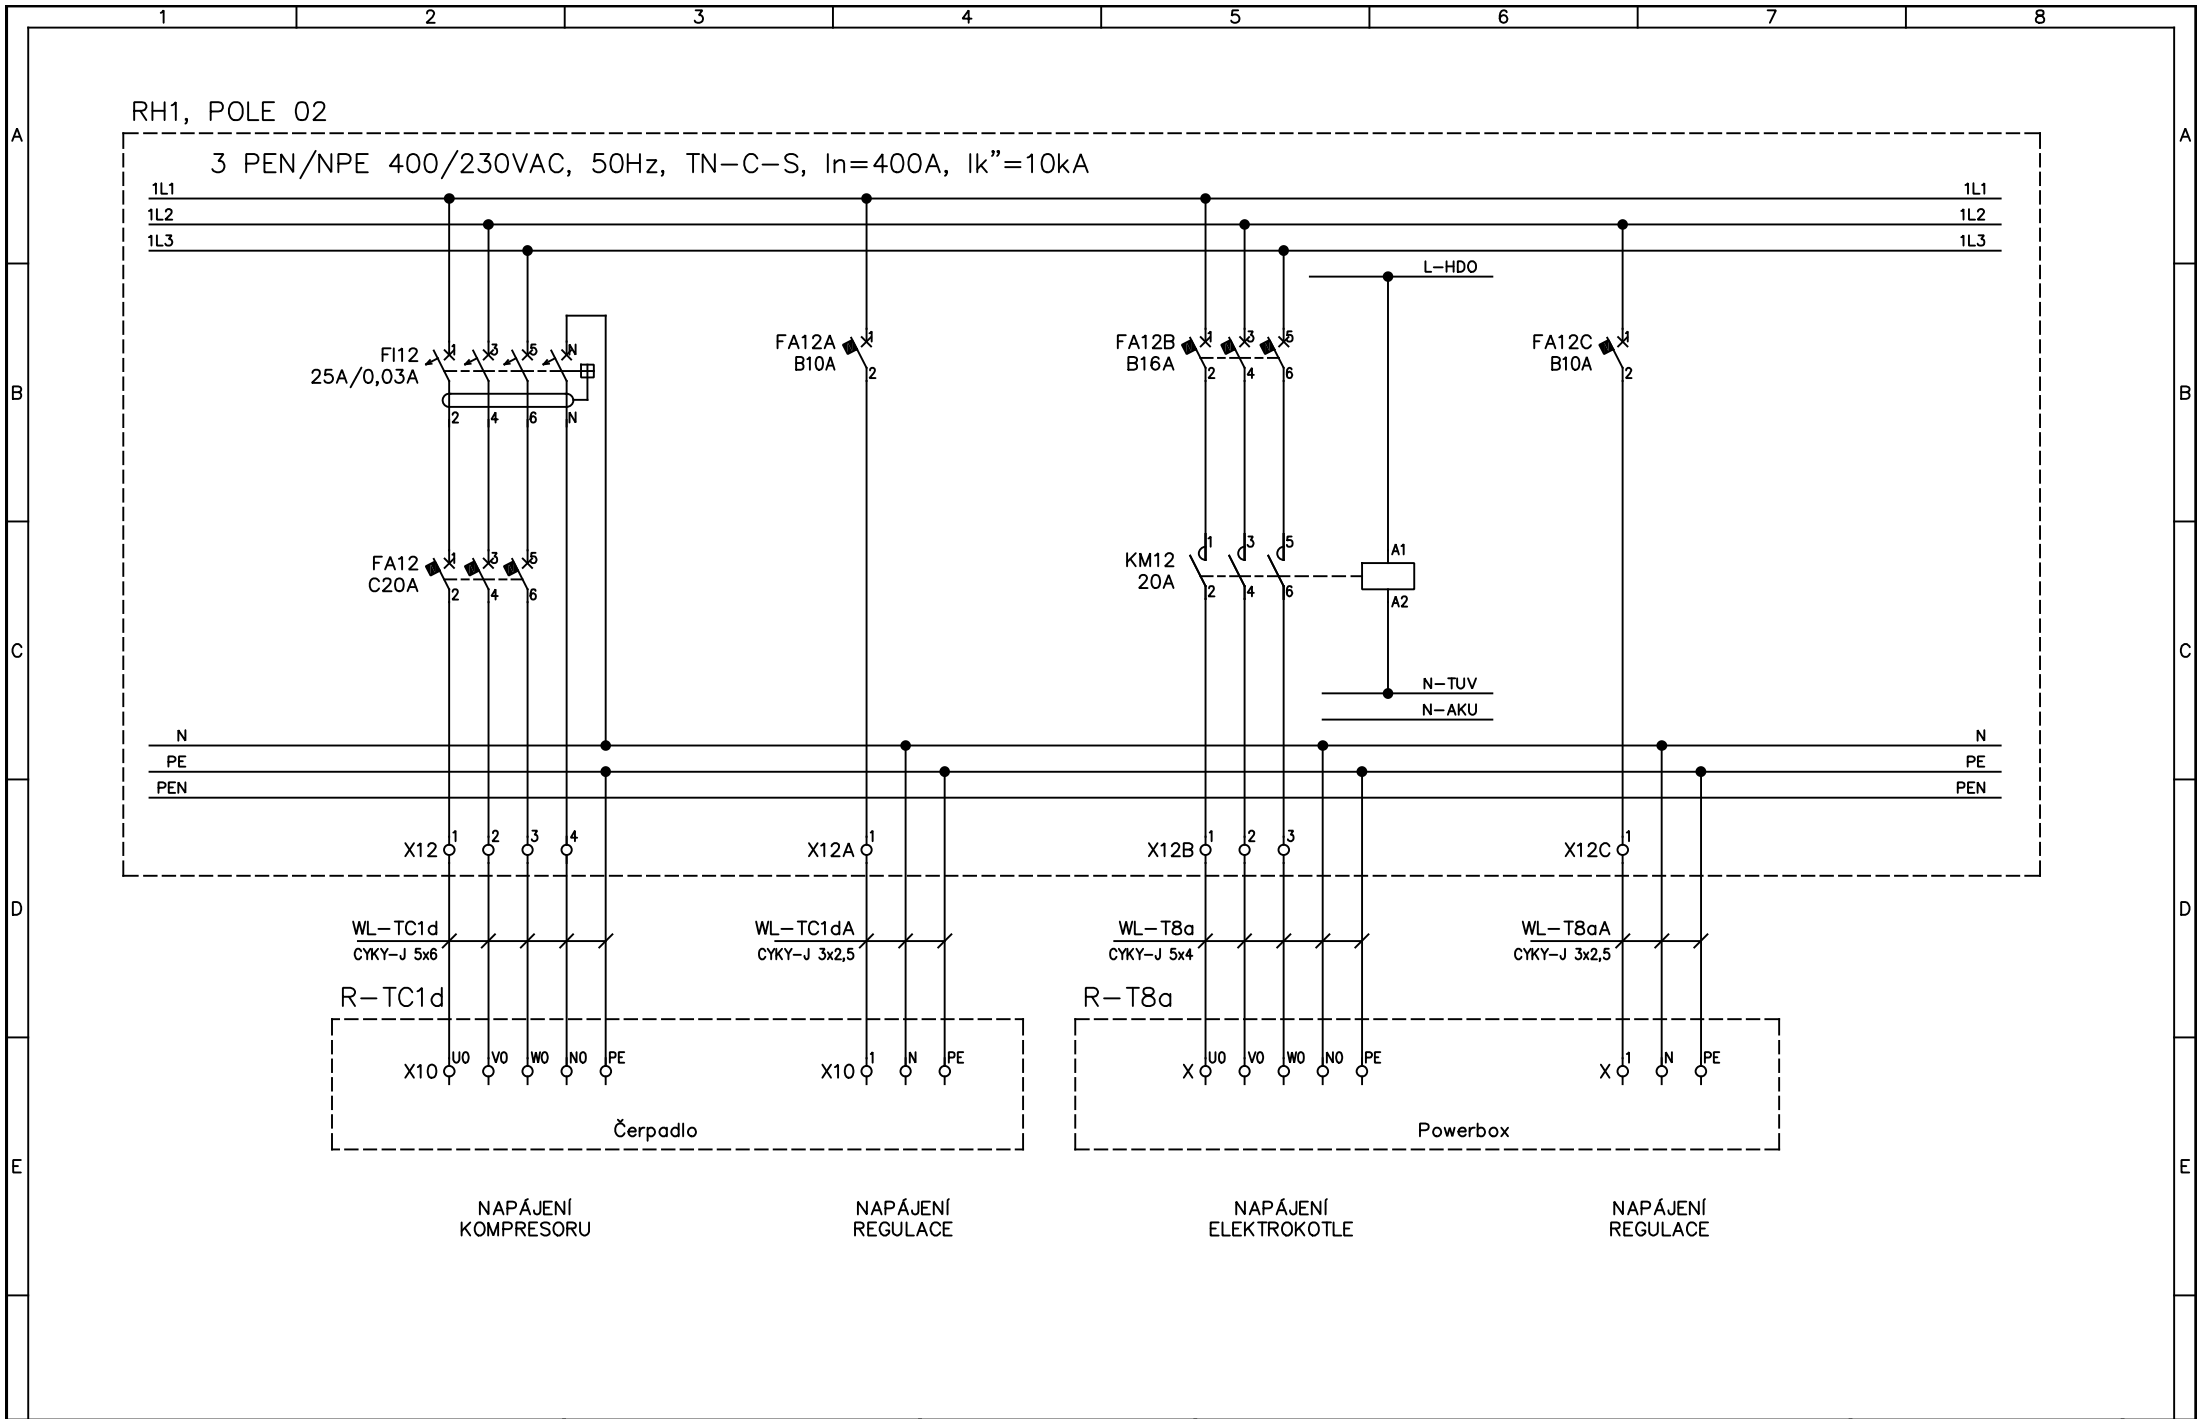 1 2 3 4 5 6 7 8
RH1, POLE 02
A A
3 PEN/NPE 400/230VAC, 50Hz, TN-C-S, In=400A, Ik"=10kA
1L1 1L1
1L2 1L2
1L3 1L3
L-HDO
FI12 1 3 5 N
25A/0,03A
2 4 6 N
FA12A 1
B10A 2
FA12B 1 3 5
B16A 2 4 6
FA12C 1
B10A 2
B B
FA12 1 3 5
C20A 2 4 6
KM12 1 3 5 A1
20A 2 4 6 A2
C C
N-TUV
N-AKU
N N
PE PE
PEN PEN
X12 1 2 3 4
X12A 1
X12B 1 2 3
X12C 1
D D
WL-TC1d
CYKY-J 5x6
WL-TC1dA
CYKY-J 3x2,5
WL-T8a
CYKY-J 5x4
WL-T8aA
CYKY-J 3x2,5
R-TC1d
R-T8a
X10 U0 V0 W0 N0 PE
X10 1 N PE
X U0 V0 W0 N0 PE
X 1 N PE
Čerpadlo
Powerbox
E E
NAPÁJENÍ
KOMPRESORU
NAPÁJENÍ
REGULACE
NAPÁJENÍ
ELEKTROKOTLE
NAPÁJENÍ
REGULACE